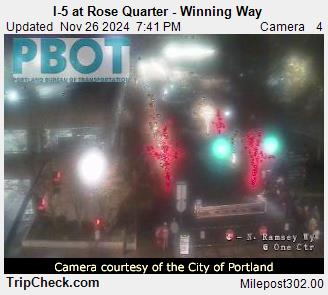 I-5 at Rose Quarter - Winning Way
Updated Nov 26 2024 7:41 PM Camera 4
PBOT
PORTLAND BUREAU OF TRANSPORTATION
N. Ramsey Wy
@ One Ctr
Camera courtesy of the City of Portland
TripCheck.com Milepost302.00